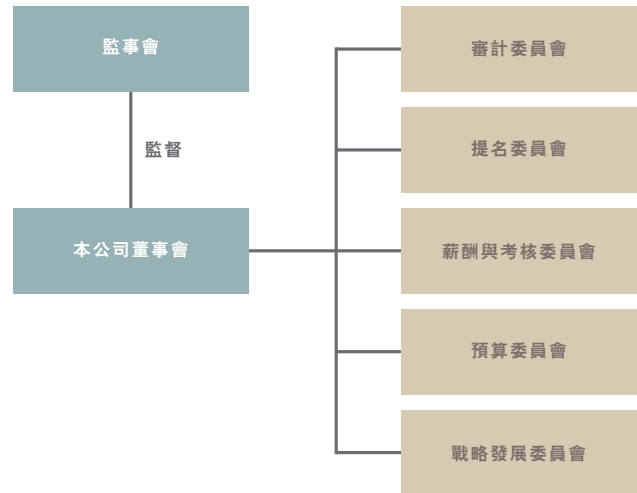 監事會
監督
本公司董事會
審計委員會
提名委員會
薪酬與考核委員會
預算委員會
戰略發展委員會